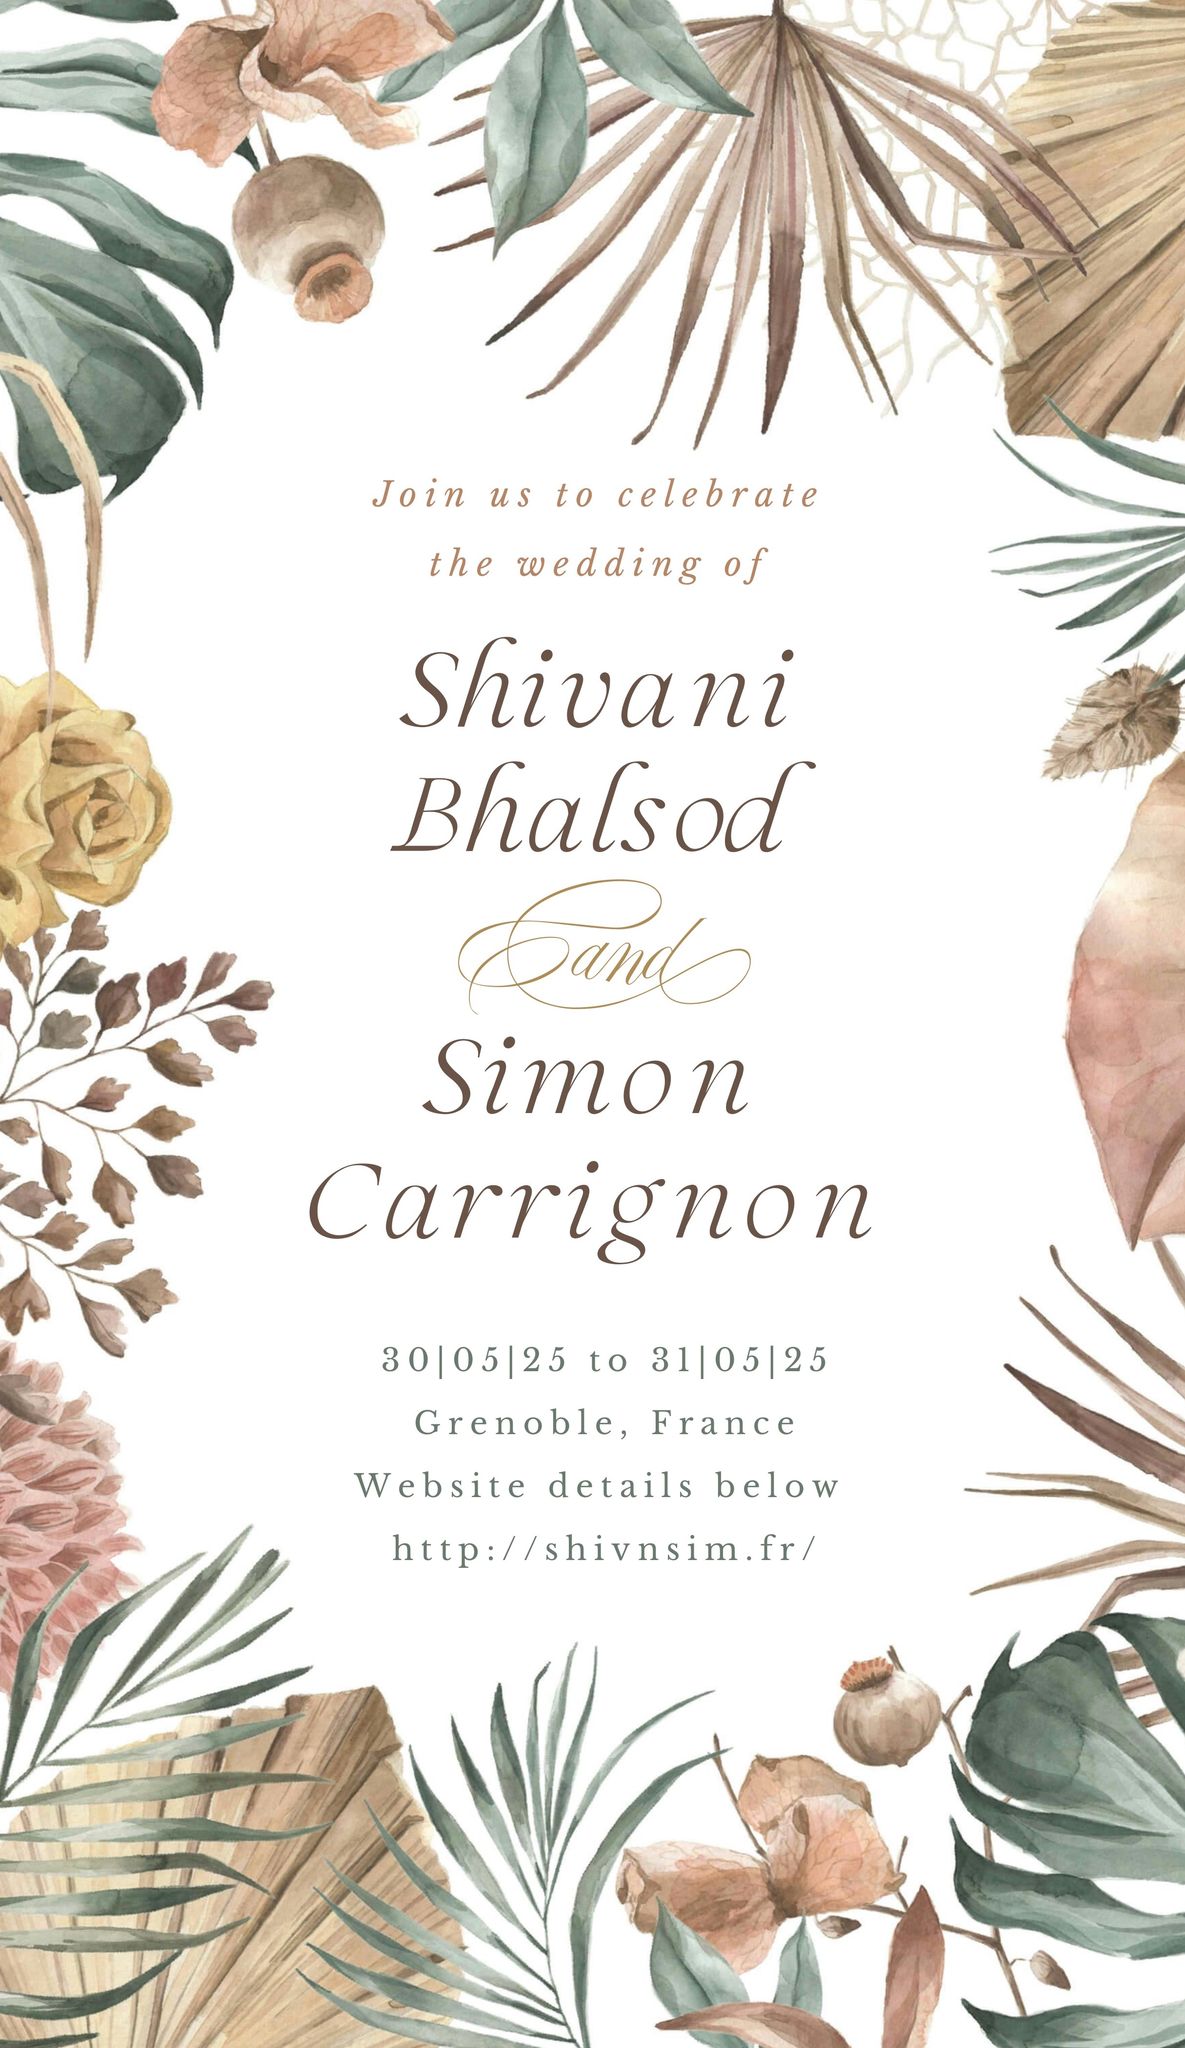 Join us to celebrate
the wedding of
Shivani
Bhalsod
and
Simon
Carrignon
30|05|25 to 31|05|25
Grenoble, France
Website details below
http://shivnsim.fr/